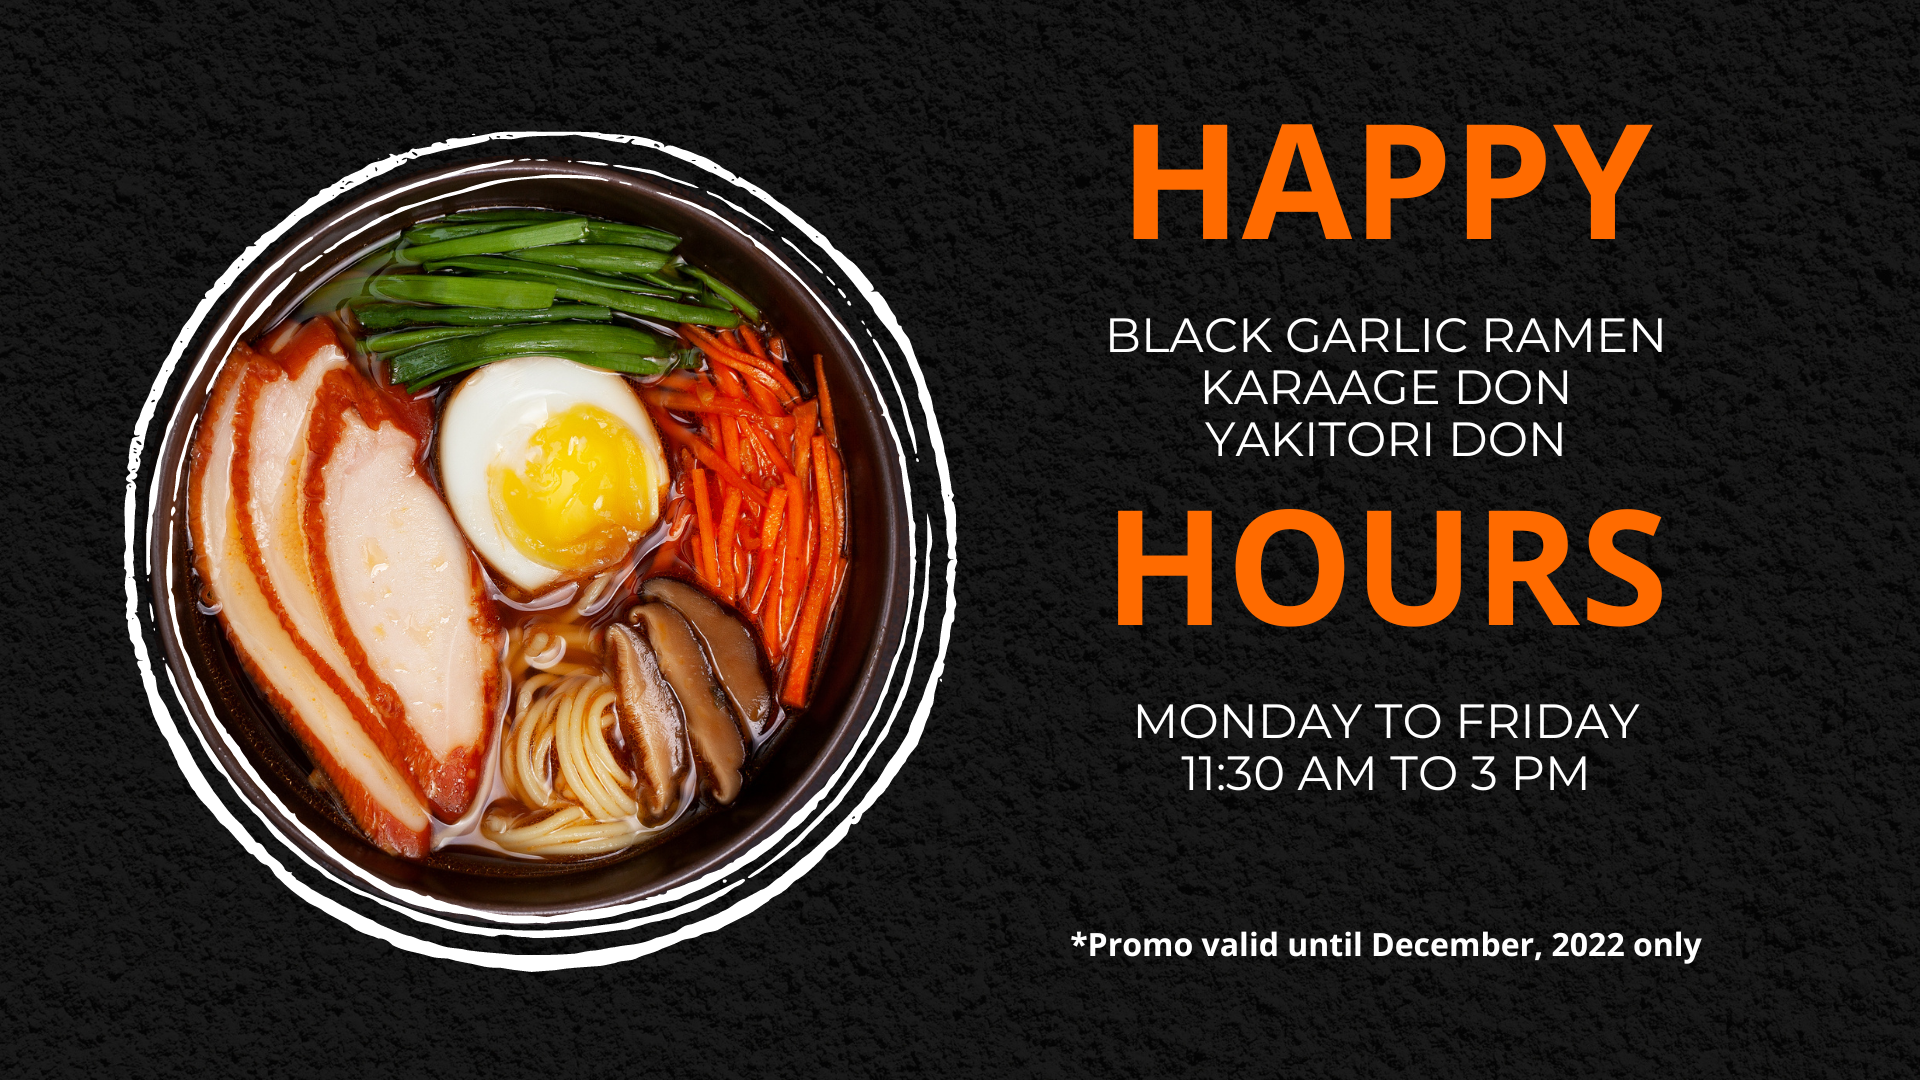 HAPPY
BLACK GARLIC RAMEN
KARAAGE DON
YAKITORI DON
HOURS
MONDAY TO FRIDAY
11:30 AM TO 3 PM
*Promo valid until December, 2022 only